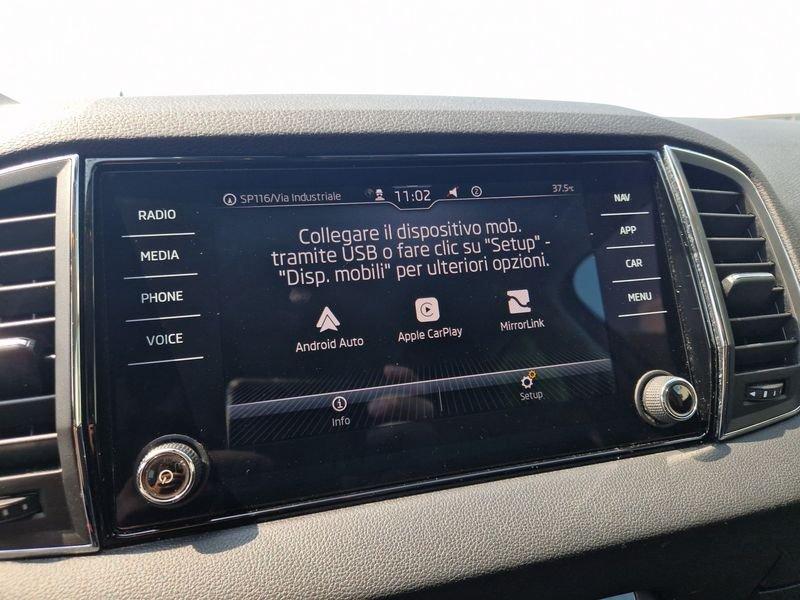 SP116/Via Industriale
11:02
2
37.5°C
RADIO
MEDIA
PHONE
VOICE
Collegare il dispositivo mob.
tramite USB o fare clic su "Setup" -
"Disp. mobili" per ulteriori opzioni.
Android Auto
Apple CarPlay
MirrorLink
Info
Setup
NAV
APP
CAR
MENU